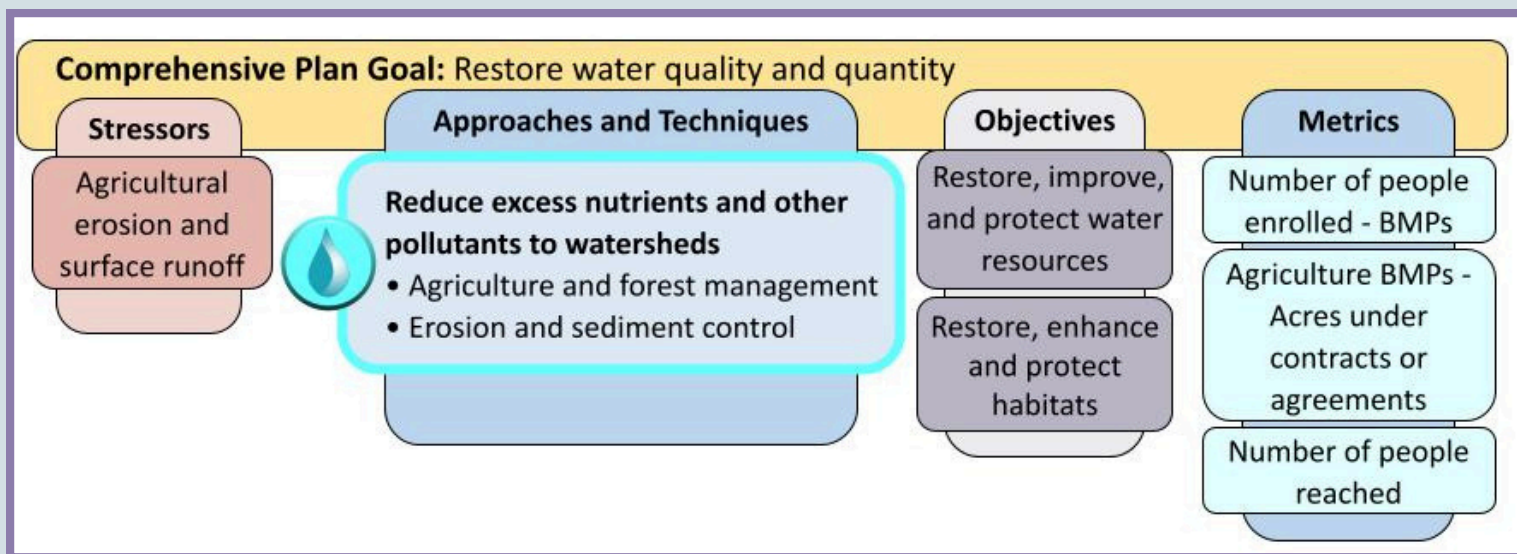 Comprehensive Plan Goal: Restore water quality and quantity
Stressors
Agricultural
erosion and
surface runoff
Approaches and Techniques
Reduce excess nutrients and other
pollutants to watersheds
• Agriculture and forest management
• Erosion and sediment control
Objectives
Restore, improve,
and protect water
resources
Restore, enhance
and protect
habitats
Metrics
Number of people
enrolled - BMPs
Agriculture BMPs -
Acres under
contracts or
agreements
Number of people
reached